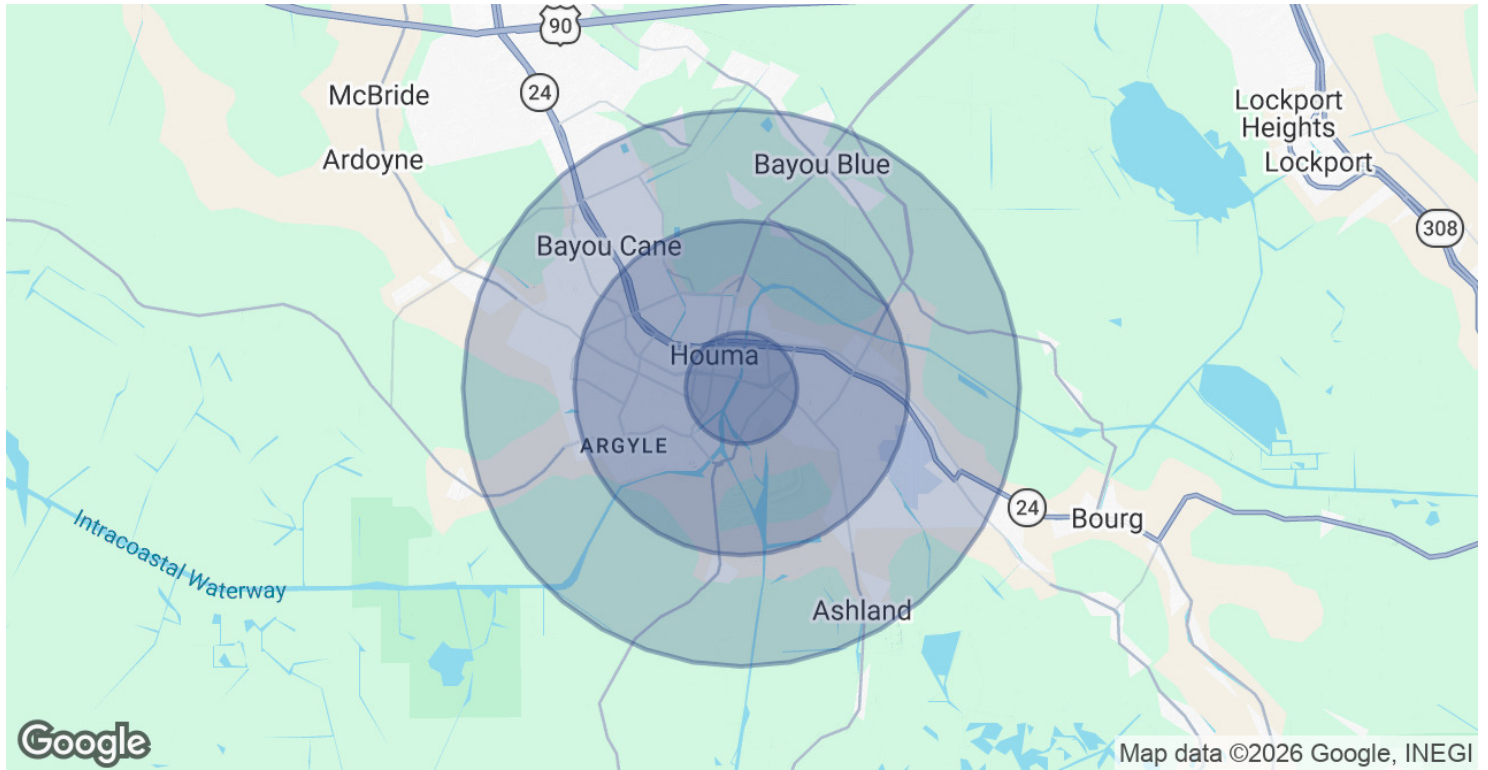 90
McBride
24
Lockport
Heights
Ardoyne
Bayou Blue
Lockport
Bayou Cane
308
Houma
ARGYLE
24
Bourg
Intracoastal Waterway
Ashland
Google
Map data ©2026 Google, INEGI